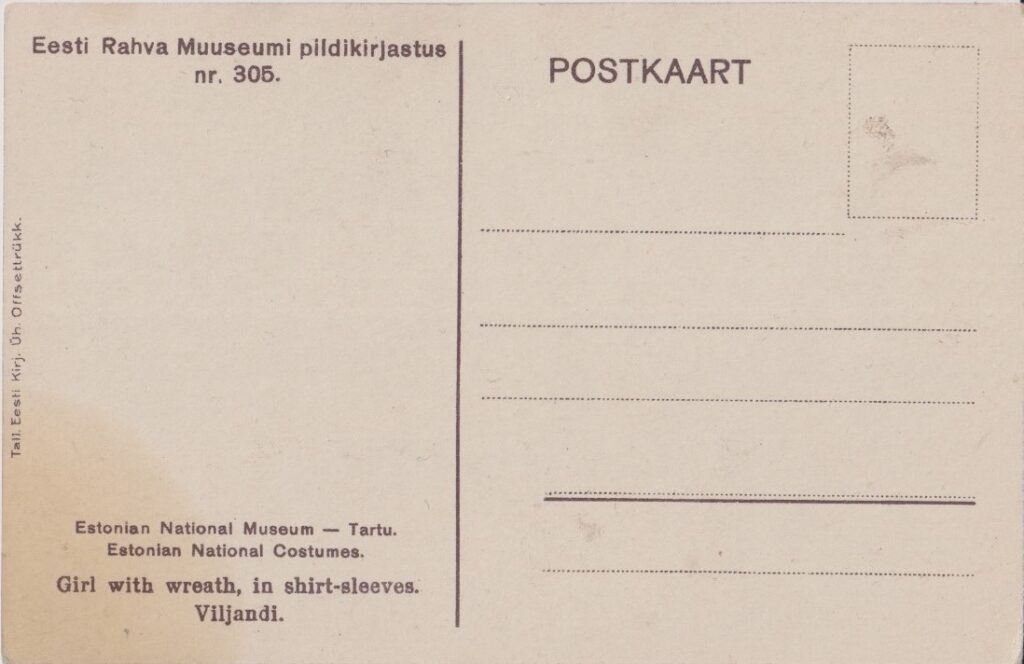 Eesti Rahva Muuseumi pildikirjastus
nr. 305.
POSTKAART
Tall. Eesti Kirj. Üh. Offsettrükk.
Estonian National Museum — Tartu.
Estonian National Costumes.
Girl with wreath, in shirt-sleeves.
Viljandi.